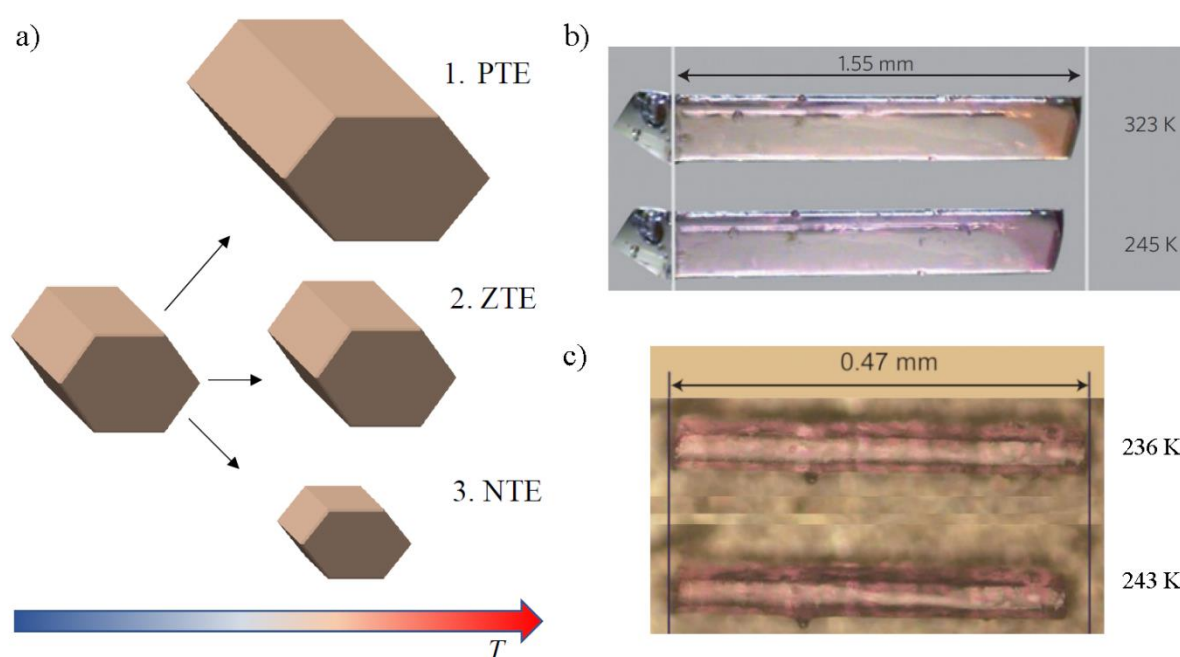 a)
1. PTE
2. ZTE
3. NTE
T
b)
1.55 mm
323 K
245 K
c)
0.47 mm
236 K
243 K